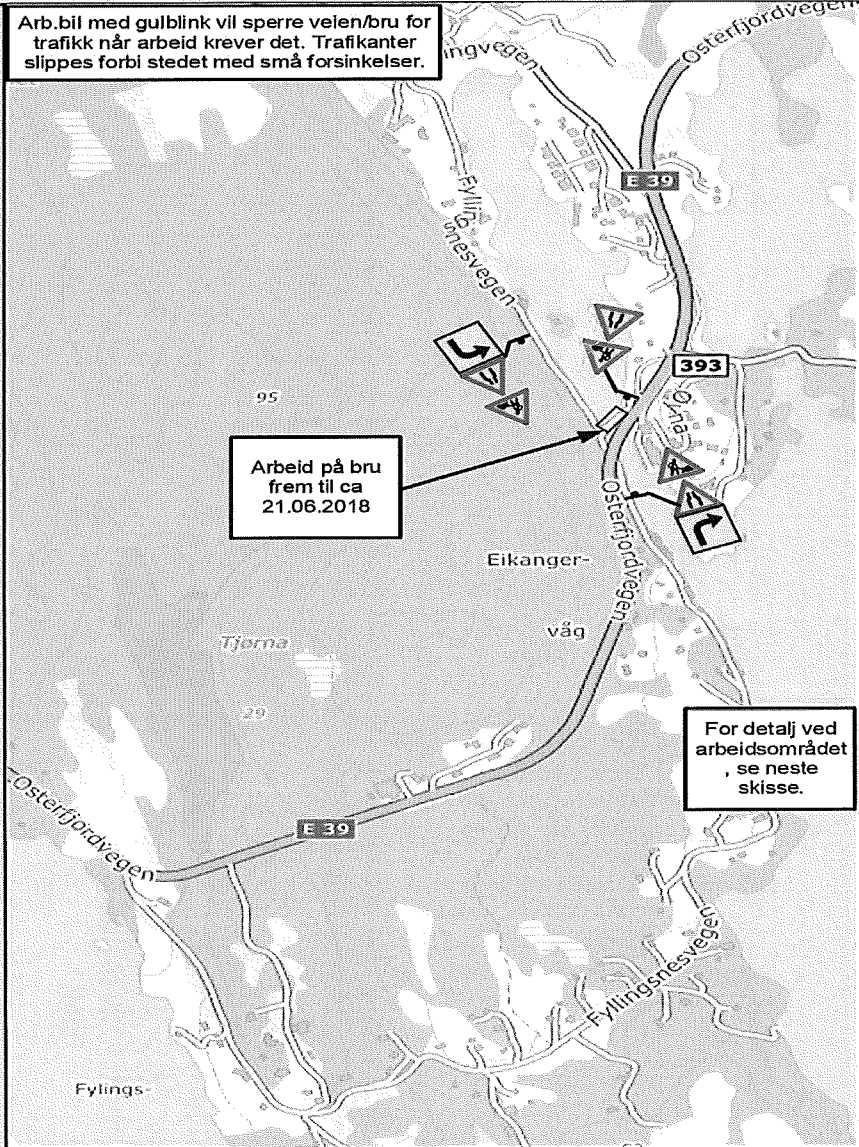 Arb.bil med gulblink vil sperre veien/bru for
trafikk når arbeid krever det. Trafikanter
slippes forbi stedet med små forsinkelser.
ingvegen
Osterfjordvegen
E 39
Fyllingsnesvegen
393
95
Ørna
Arbeid på bru
frem til ca
21.06.2018
Osterfjordvegen
Eikanger-
våg
Tjørna
29
For detalj ved
arbeidsområdet
, se neste
skisse.
Osterfjordvegen
E 39
Fyllingsnesvegen
Fylings-